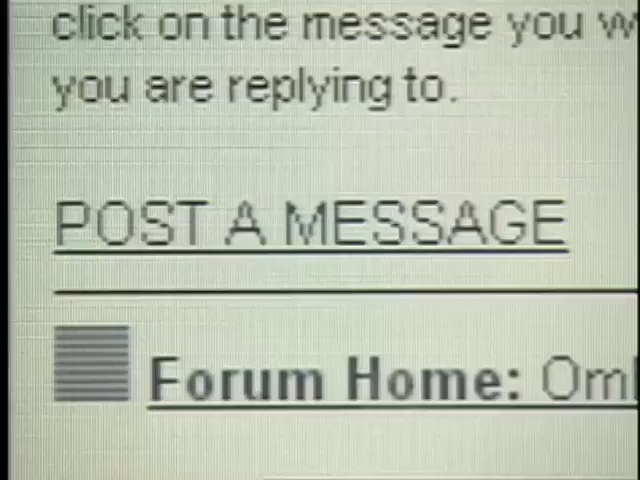 click on the message you
you are replying to.
POST A MESSAGE
Forum Home: